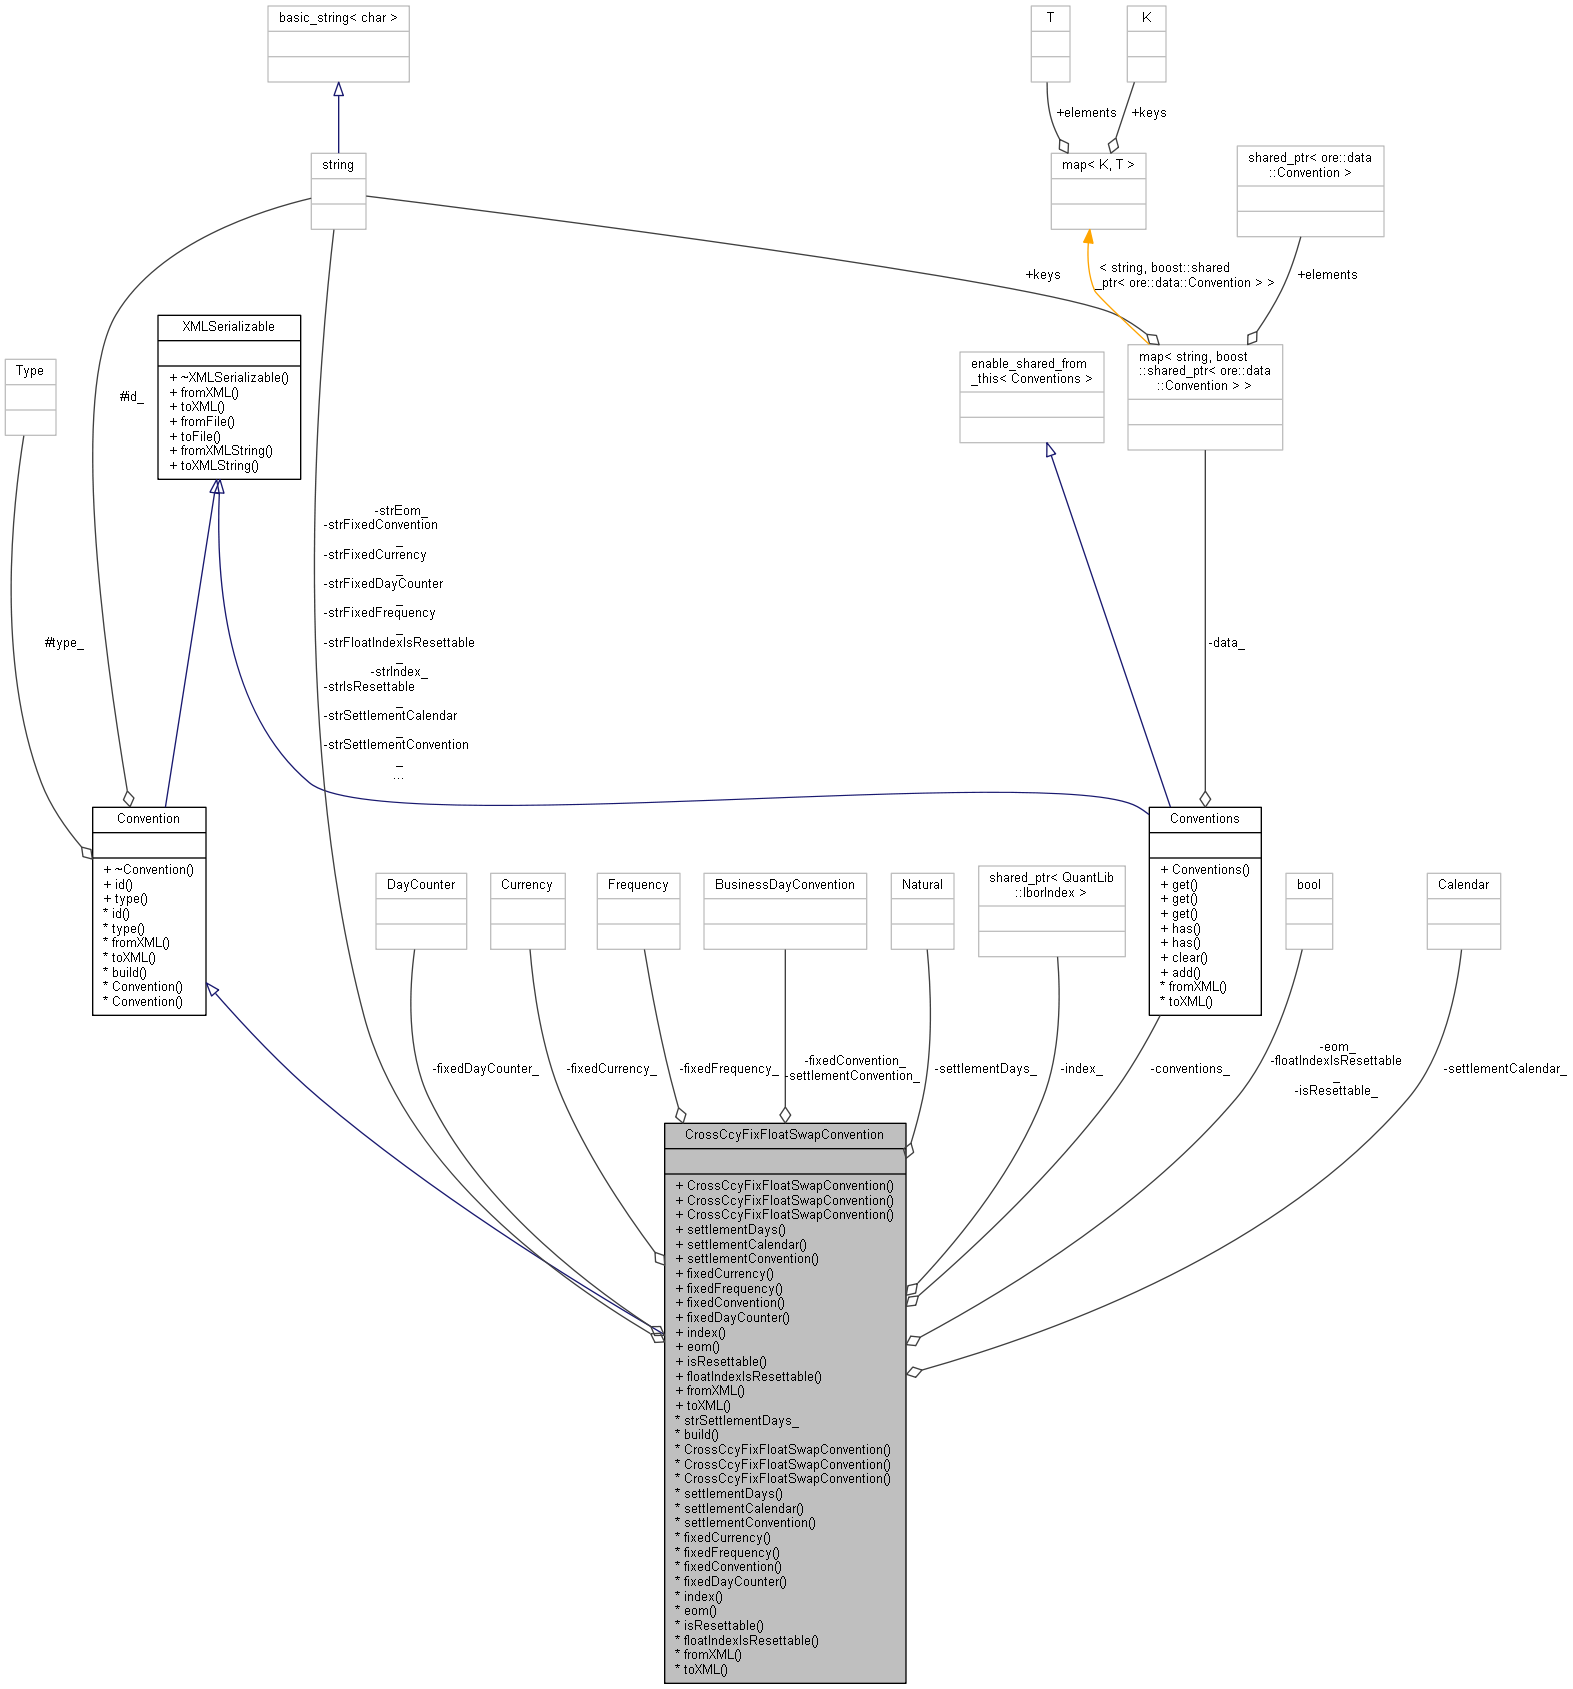 basic_string< char >
T
K
+elements
+keys
string
map< K, T >
shared_ptr< ore::data
::Convention >
+keys
< string, boost::shared
_ptr< ore::data::Convention > >
+elements
XMLSerializable
+ ~XMLSerializable()
+ fromXML()
+ toXML()
+ fromFile()
+ toFile()
+ fromXMLString()
+ toXMLString()
Type
#id_
enable_shared_from
_this< Conventions >
map< string, boost
::shared_ptr< ore::data
::Convention > >
#type_
-strEom_
-strFixedConvention
_
-strFixedCurrency
_
-strFixedDayCounter
_
-strFixedFrequency
_
-strFloatIndexIsResettable
_
-strIndex_
-strIsResettable
_
-strSettlementCalendar
_
-strSettlementConvention
_
...
-data_
Convention
+ ~Convention()
+ id()
+ type()
* id()
* type()
* fromXML()
* toXML()
* build()
* Convention()
* Convention()
DayCounter
Currency
Frequency
BusinessDayConvention
Natural
shared_ptr< QuantLib
::IborIndex >
Conventions
+ Conventions()
+ get()
+ get()
+ get()
+ has()
+ has()
+ clear()
+ add()
* fromXML()
* toXML()
bool
Calendar
-fixedDayCounter_
-fixedCurrency_
-fixedFrequency_
-fixedConvention_
-settlementConvention_
-settlementDays_
-index_
-conventions_
-eom_
-floatIndexIsResettable
_
-isResettable_
-settlementCalendar_
CrossCcyFixFloatSwapConvention
+ CrossCcyFixFloatSwapConvention()
+ CrossCcyFixFloatSwapConvention()
+ CrossCcyFixFloatSwapConvention()
+ settlementDays()
+ settlementCalendar()
+ settlementConvention()
+ fixedCurrency()
+ fixedFrequency()
+ fixedConvention()
+ fixedDayCounter()
+ index()
+ eom()
+ isResettable()
+ floatIndexIsResettable()
+ fromXML()
+ toXML()
* strSettlementDays_
* build()
* CrossCcyFixFloatSwapConvention()
* CrossCcyFixFloatSwapConvention()
* CrossCcyFixFloatSwapConvention()
* settlementDays()
* settlementCalendar()
* settlementConvention()
* fixedCurrency()
* fixedFrequency()
* fixedConvention()
* fixedDayCounter()
* index()
* eom()
* isResettable()
* floatIndexIsResettable()
* fromXML()
* toXML()